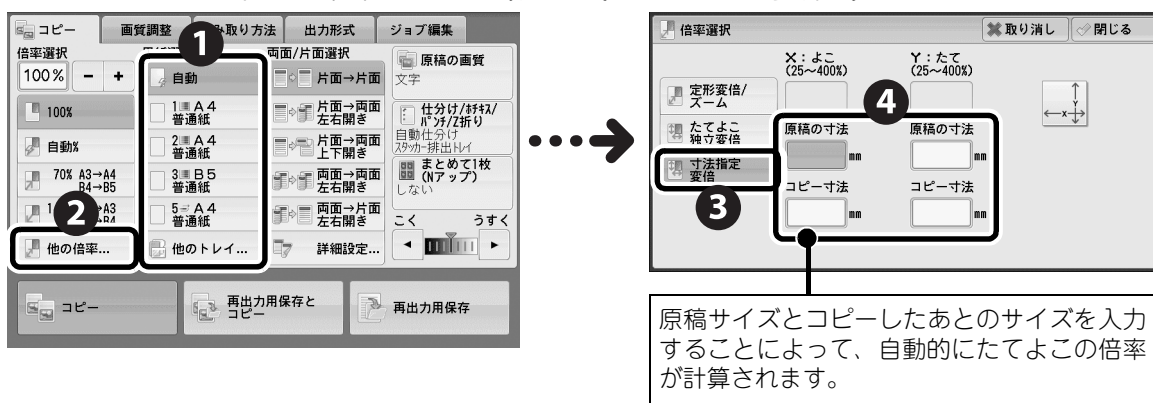 コピー
画質調整
取り方法
出力形式
ジョブ編集
倍率選択
100%
- +
100%
自動%
70% A3→A4
B4→B5
→A3
→B4
他の倍率...
1
2
自動
1 A4
普通紙
2 A4
普通紙
3 B5
普通紙
5 A4
普通紙
他のトレイ...
両面/片面選択
片面→片面
片面→両面
左右開き
片面→両面
上下開き
両面→両面
左右開き
両面→片面
左右開き
詳細設定...
原稿の画質
文字
仕分け/ホチキス/
パンチ/Z折り
自動仕分け
スタッカー排出トレイ
まとめて1枚
(Nアップ)
しない
こく うすく
コピー
再出力用保存と
コピー
再出力用保存
倍率選択
取り消し
閉じる
X:よこ
(25~400%)
Y:たて
(25~400%)
定形変倍/
ズーム
たてよこ
独立変倍
寸法指定
変倍
3
4
原稿の寸法
原稿の寸法
mm
mm
コピー寸法
コピー寸法
mm
mm
X
Y
原稿サイズとコピーしたあとのサイズを入力
することによって、自動的にたてよこの倍率
が計算されます。